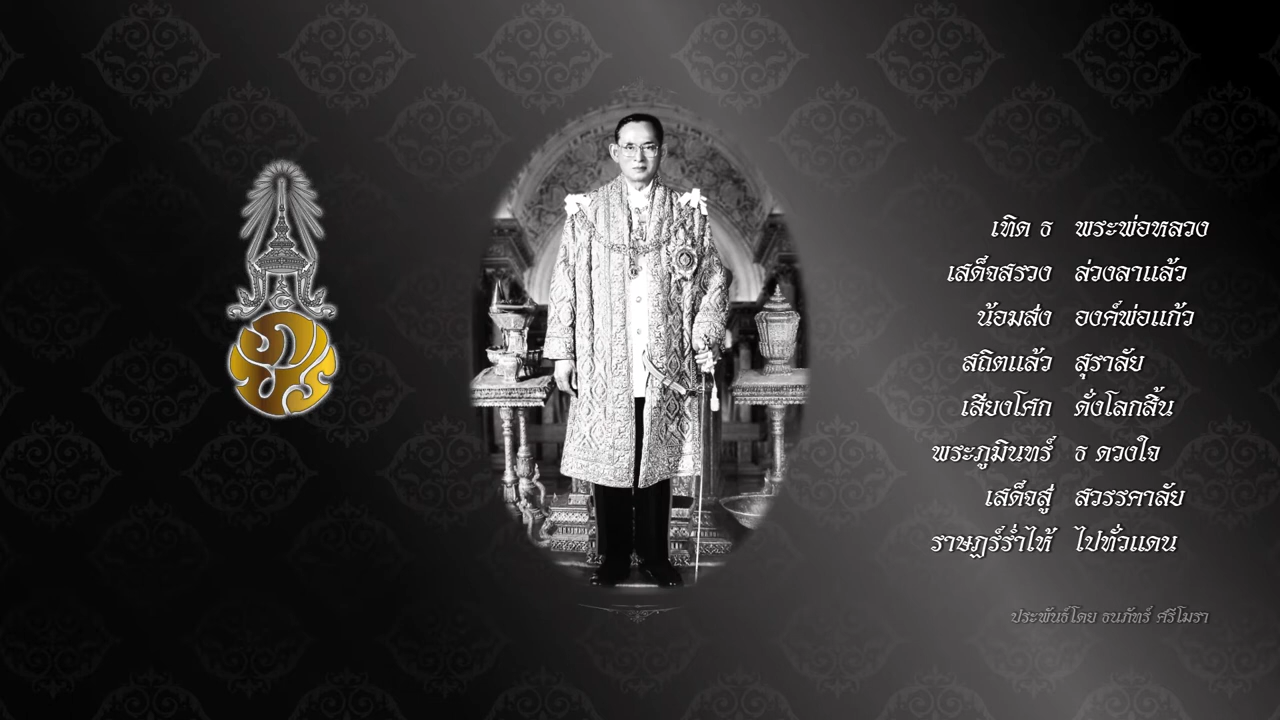 เทิด ธ พระพ่อหลวง
เสด็จสรวง ล่วงลาแล้ว
น้อมส่ง องค์พ่อแก้ว
สถิตแล้ว สุราลัย
เสียงโศก ดั่งโลกสิ้น
พระภูมินทร์ ธ ดวงใจ
เสด็จสู่ สวรรคาลัย
ราษฏร์ร่ำไห้ ไปทั่วแดน
ประพันธ์โดย ธนภัทร์ ศรีโมรา